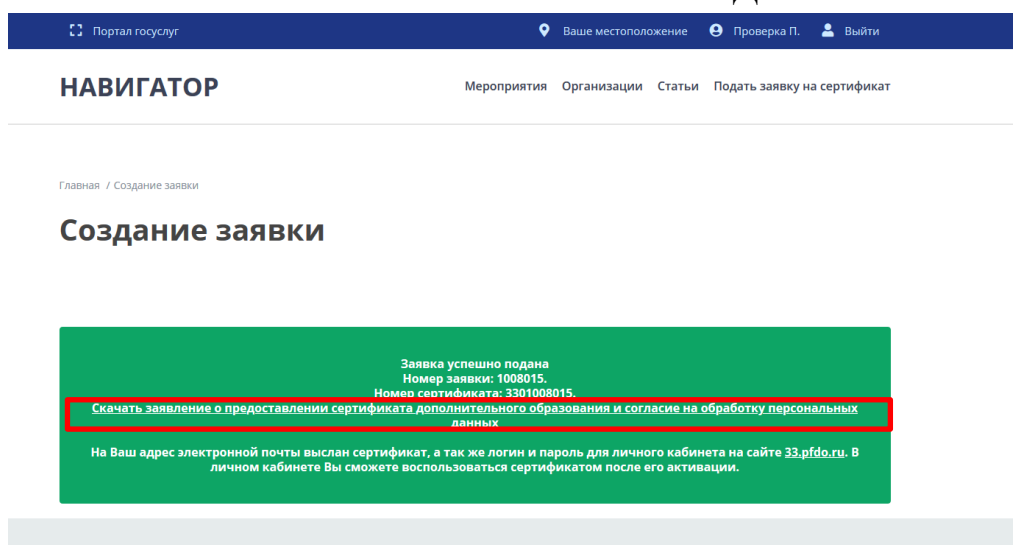 Портал госуслуг Ваше местоположение Проверка П. Выйти
НАВИГАТОР Мероприятия Организации Статьи Подать заявку на сертификат
Главная / Создание заявки
Создание заявки
Заявка успешно подана
Номер заявки: 1008015.
Номер сертификата: 3301008015.
Скачать заявление о предоставлении сертификата дополнительного образования и согласие на обработку персональных
данных
На Ваш адрес электронной почты выслан сертификат, а так же логин и пароль для личного кабинета на сайте 33.pfdo.ru. В
личном кабинете Вы сможете воспользоваться сертификатом после его активации.